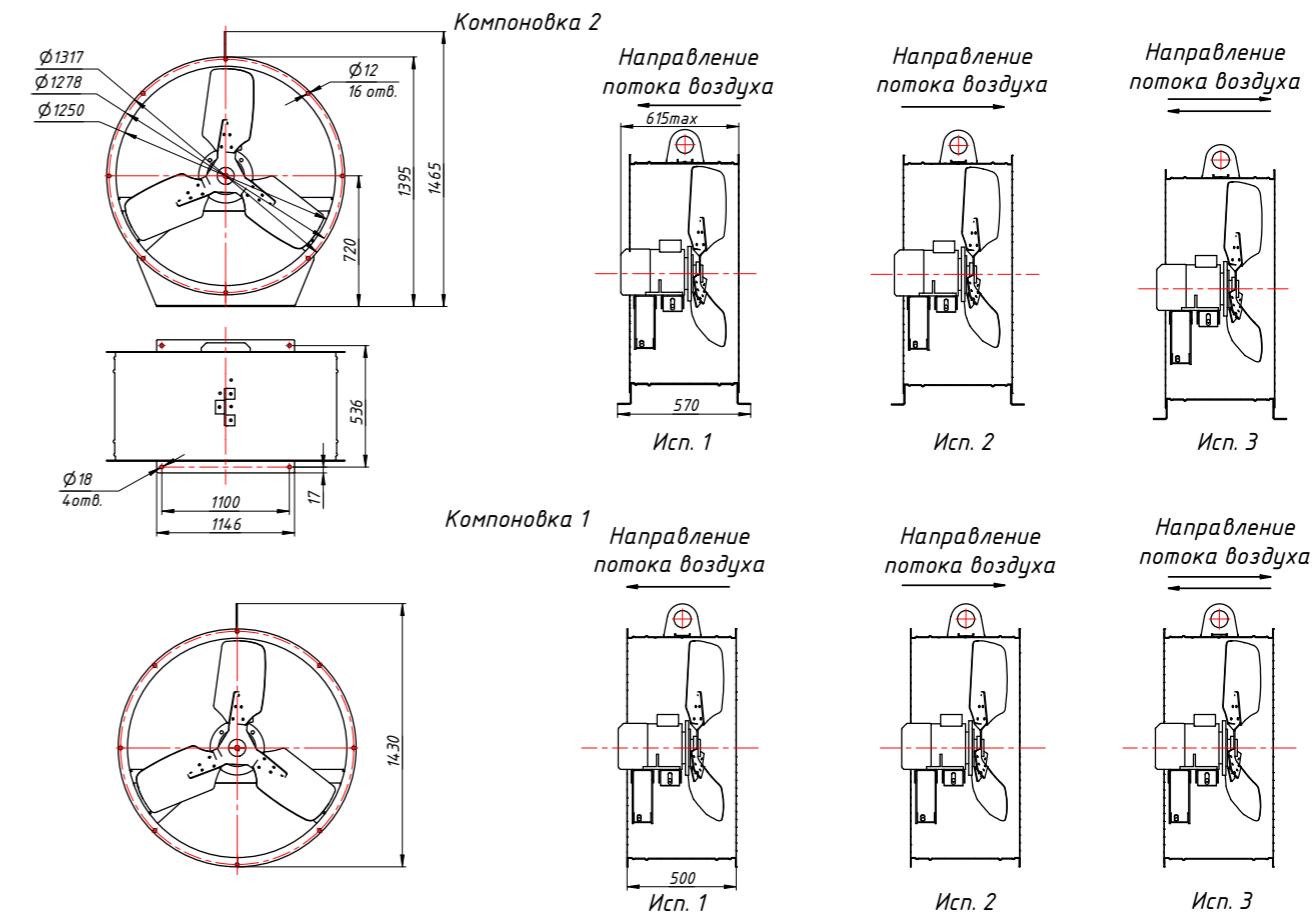 Компоновка 2
Ø1317
Ø1278
Ø1250
Ø12
16 отв.
720
1395
1465
Направление
потока воздуха
615max
570
Исп. 1
Направление
потока воздуха
Исп. 2
Направление
потока воздуха
Исп. 3
536
17
Ø18
4отв.
1100
1146
Компоновка 1
1430
Направление
потока воздуха
500
Исп. 1
Направление
потока воздуха
Исп. 2
Направление
потока воздуха
Исп. 3